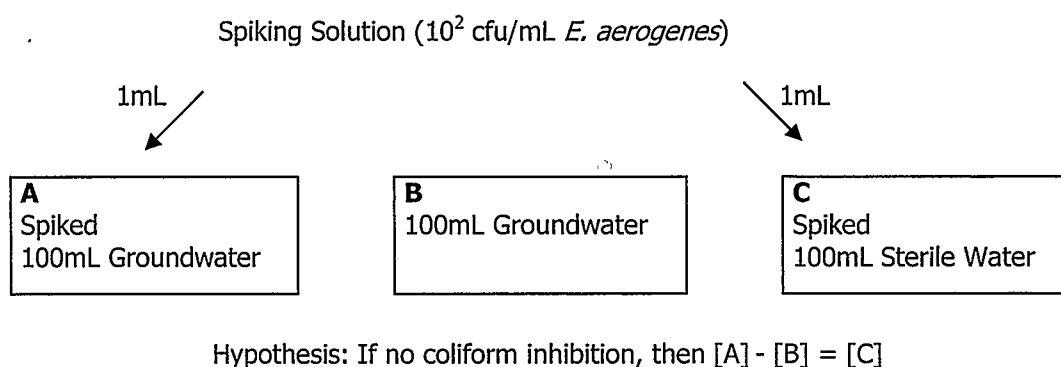 Spiking Solution (10² cfu/mL E. aerogenes)
1mL
1mL
A
Spiked
100mL Groundwater
B
100mL Groundwater
C
Spiked
100mL Sterile Water
Hypothesis: If no coliform inhibition, then [A] - [B] = [C]